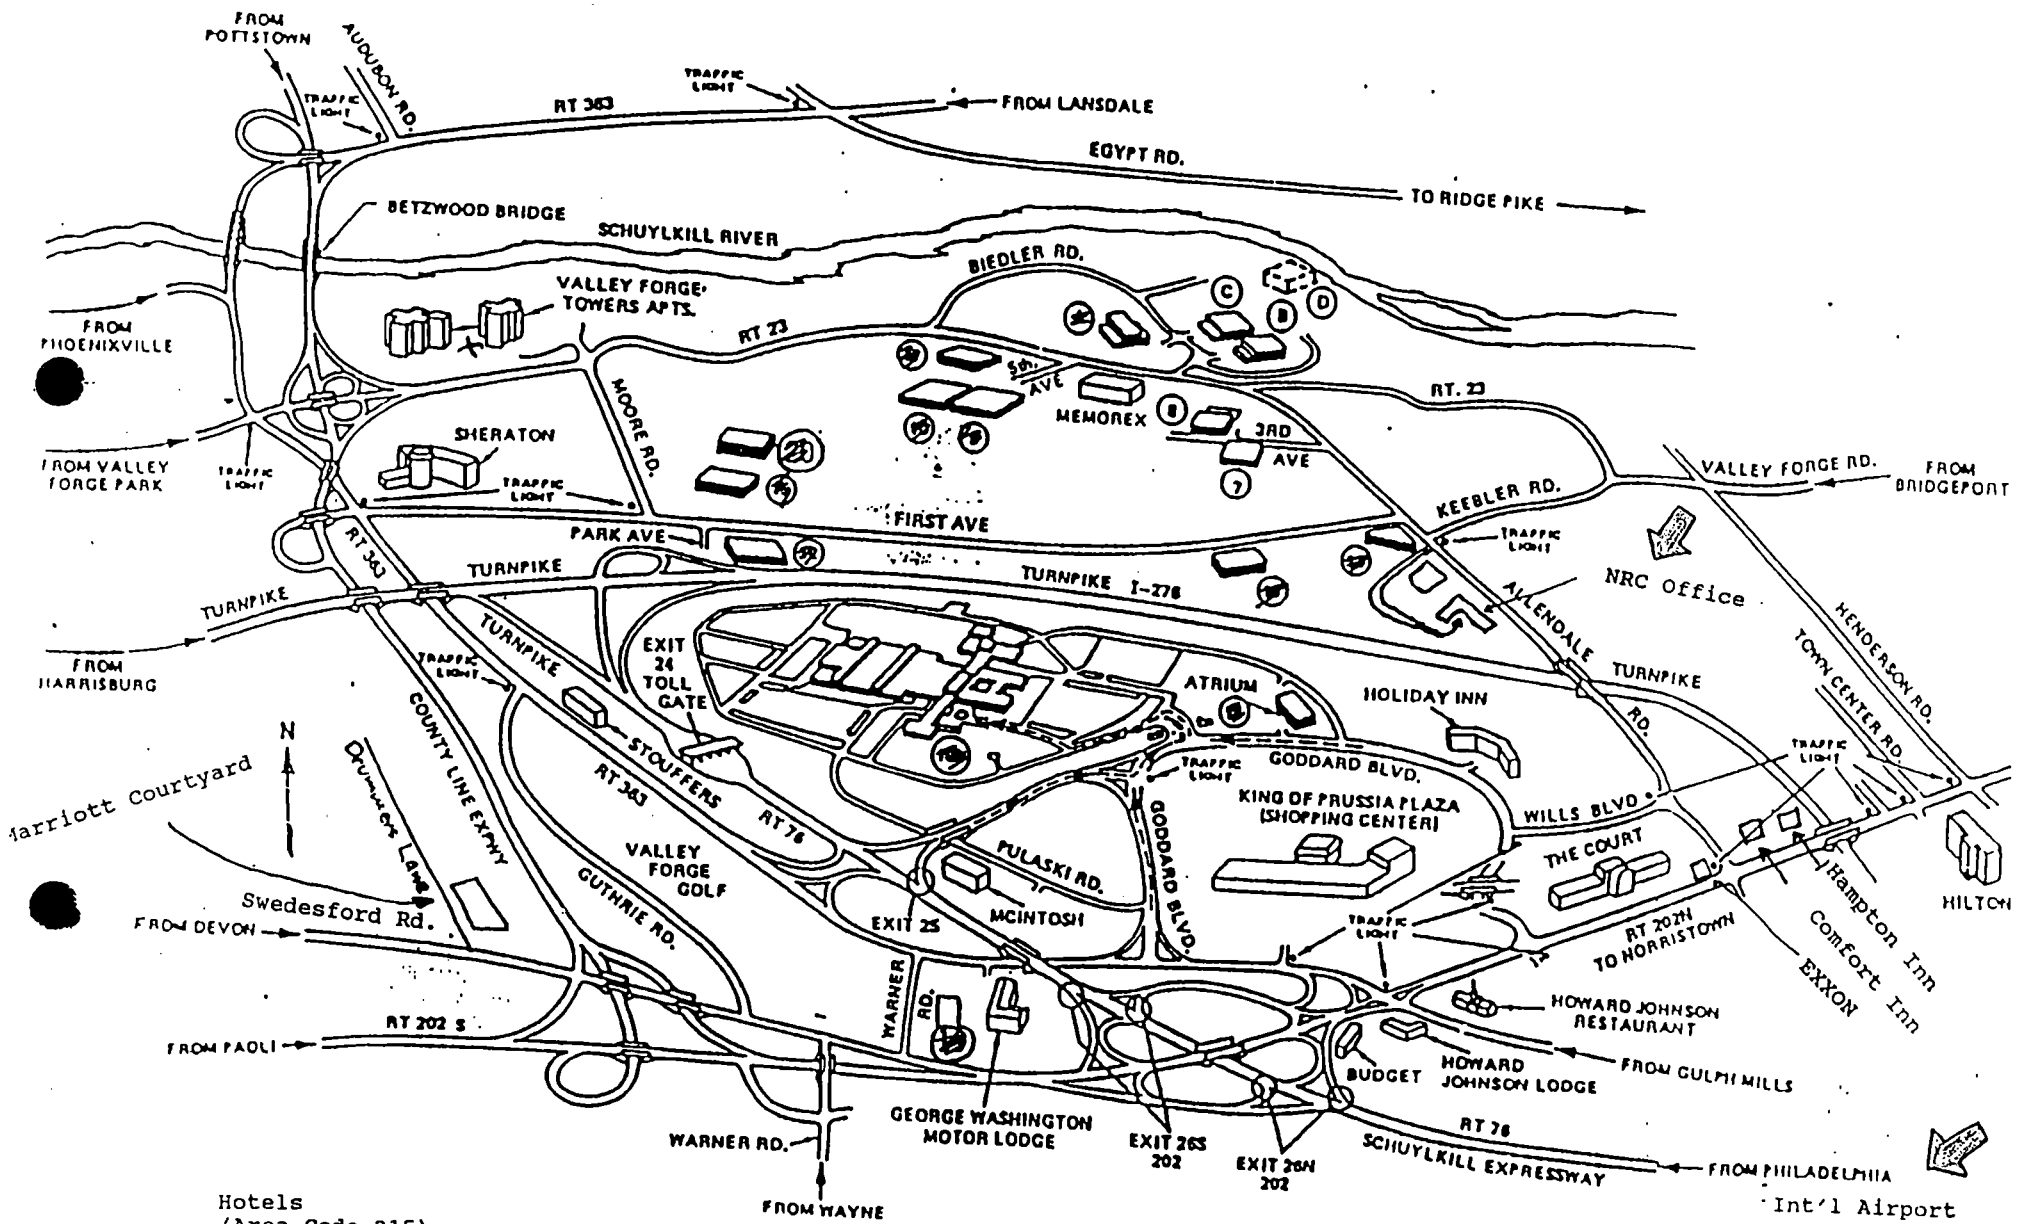 FROM
POTTSTOWN
AUDUBON RD.
TRAFFIC
LIGHT
RT 363
TRAFFIC
LIGHT
FROM LANSDALE
EGYPT RD.
TO RIDGE PIKE
BETZWOOD BRIDGE
SCHUYLKILL RIVER
BIEDLER RD.
VALLEY FORGE
TOWERS APTS.
C
B
D
FROM
PHOENIXVILLE
RT 23
5th.
AVE
MEMOREX
8
3RD
AVE
7
RT. 23
MOORE RD.
SHERATON
FROM VALLEY
FORGE PARK
TRAFFIC
LIGHT
TRAFFIC
LIGHT
VALLEY FORGE RD.
FROM
BRIDGEPORT
KEEBLER RD.
FIRST AVE
PARK AVE
TRAFFIC
LIGHT
RT 363
TURNPIKE
TURNPIKE
TURNPIKE I-276
NRC Office
ALLENDALE
RD.
HENDERSON RD.
TOWN CENTER RD.
FROM
HARRISBURG
TURNPIKE
TRAFFIC
LIGHT
EXIT
24
TOLL
GATE
ATRIUM
HOLIDAY INN
TURNPIKE
COUNTY LINE EXPWY
STOUFFERS
RT 363
RT 76
N
Marriott Courtyard
Drummers Lane
GODDARD BLVD.
TRAFFIC
LIGHT
TRAFFIC
LIGHT
KING OF PRUSSIA PLAZA
(SHOPPING CENTER)
WILLS BLVD
THE COURT
VALLEY
FORGE
GOLF
GUTHRIE RD.
PULASKI RD.
GODDARD BLVD.
MCINTOSH
EXIT 25
Swedesford Rd.
FROM DEVON
TRAFFIC
LIGHT
RT 202N
TO NORRISTOWN
Hampton Inn
Comfort Inn
EXXON
HILTON
WARNER
RD.
HOWARD JOHNSON
RESTAURANT
RT 202 S
FROM PAOLI
BUDGET
HOWARD
JOHNSON LODGE
FROM GULPH MILLS
GEORGE WASHINGTON
MOTOR LODGE
WARNER RD.
EXIT 26S
202
EXIT 26N
202
RT 76
SCHUYLKILL EXPRESSWAY
FROM PHILADELPHIA
Int'l Airport
FROM WAYNE
Hotels
(Area Code 215)